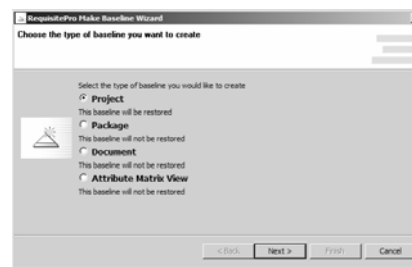 RequisitePro Make Baseline Wizard
Choose the type of baseline you want to create
Select the type of baseline you would like to create
Project
This baseline will be restored
Package
This baseline will not be restored
Document
This baseline will not be restored
Attribute Matrix View
This baseline will not be restored
< Back Next > Finish Cancel